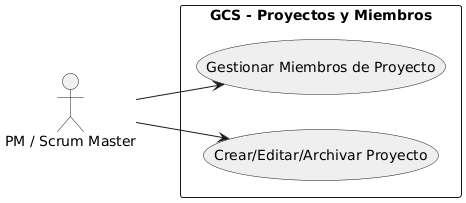 GCS - Proyectos y Miembros
Gestionar Miembros de Proyecto
PM / Scrum Master
Crear/Editar/Archivar Proyecto